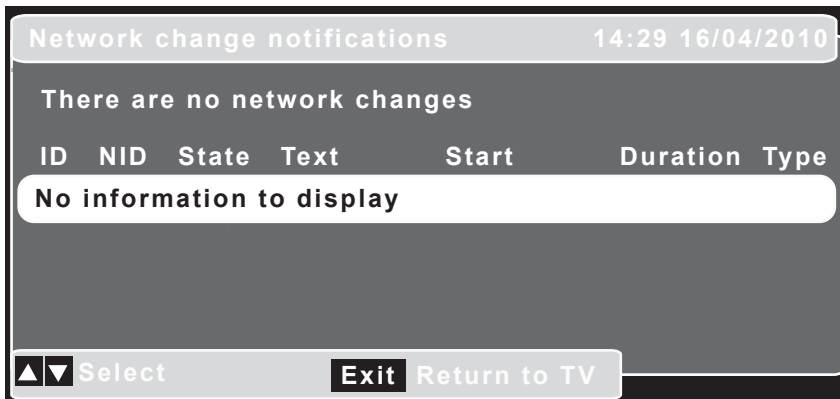 Network change notifications 14:29 16/04/2010
There are no network changes
ID NID State Text Start Duration Type
No information to display
▲▼ Select Exit Return to TV